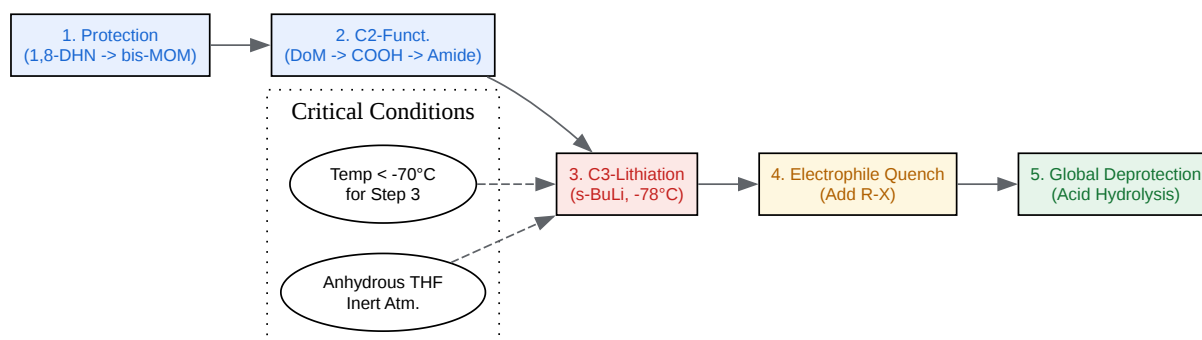 1. Protection
(1,8-DHN -> bis-MOM)
2. C2-Funct.
(DoM -> COOH -> Amide)
Critical Conditions
Temp < -70°C
for Step 3
Anhydrous THF
Inert Atm.
3. C3-Lithiation
(s-BuLi, -78°C)
4. Electrophile Quench
(Add R-X)
5. Global Deprotection
(Acid Hydrolysis)